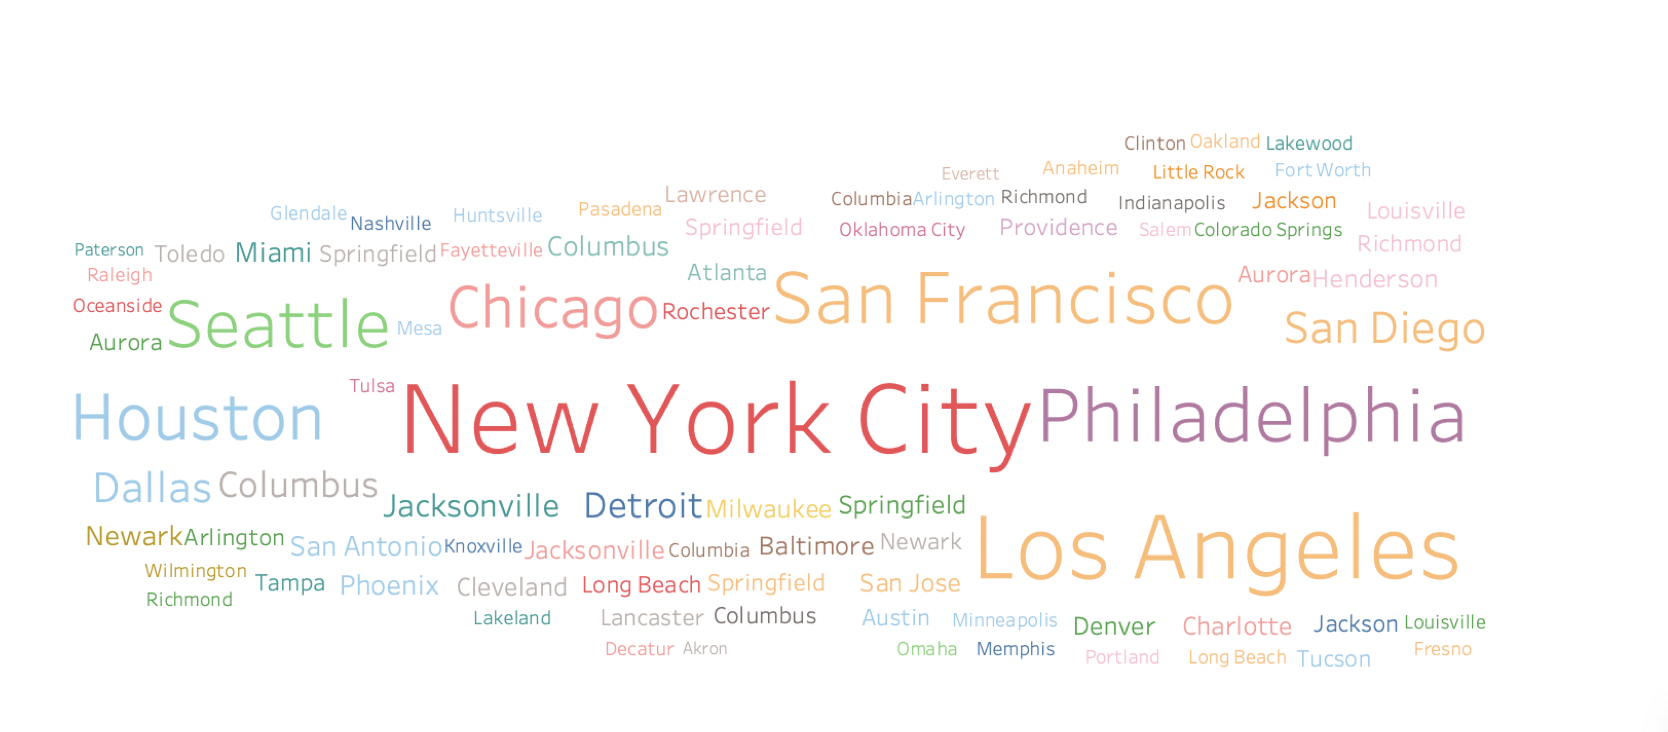 Clinton Oakland Lakewood
Everett Anaheim Little Rock Fort Worth
Lawrence Columbia Arlington Richmond Indianapolis Jackson Louisville
Glendale Nashville Huntsville Pasadena Springfield Oklahoma City Providence Salem Colorado Springs
Paterson Toledo Miami Springfield Fayetteville Columbus Richmond
Raleigh Atlanta Aurora Henderson
Oceanside Seattle Mesa Chicago Rochester San Francisco San Diego
Aurora
Tulsa
Houston New York City Philadelphia
Dallas Columbus
Jacksonville Detroit Milwaukee Springfield
Newark Arlington San Antonio Knoxville Jacksonville Columbia Baltimore Newark Los Angeles
Wilmington Tampa Phoenix Cleveland Long Beach Springfield San Jose
Richmond
Lakeland Lancaster Columbus Austin Minneapolis Denver Charlotte Jackson Louisville
Decatur Akron Omaha Memphis Portland Long Beach Tucson Fresno